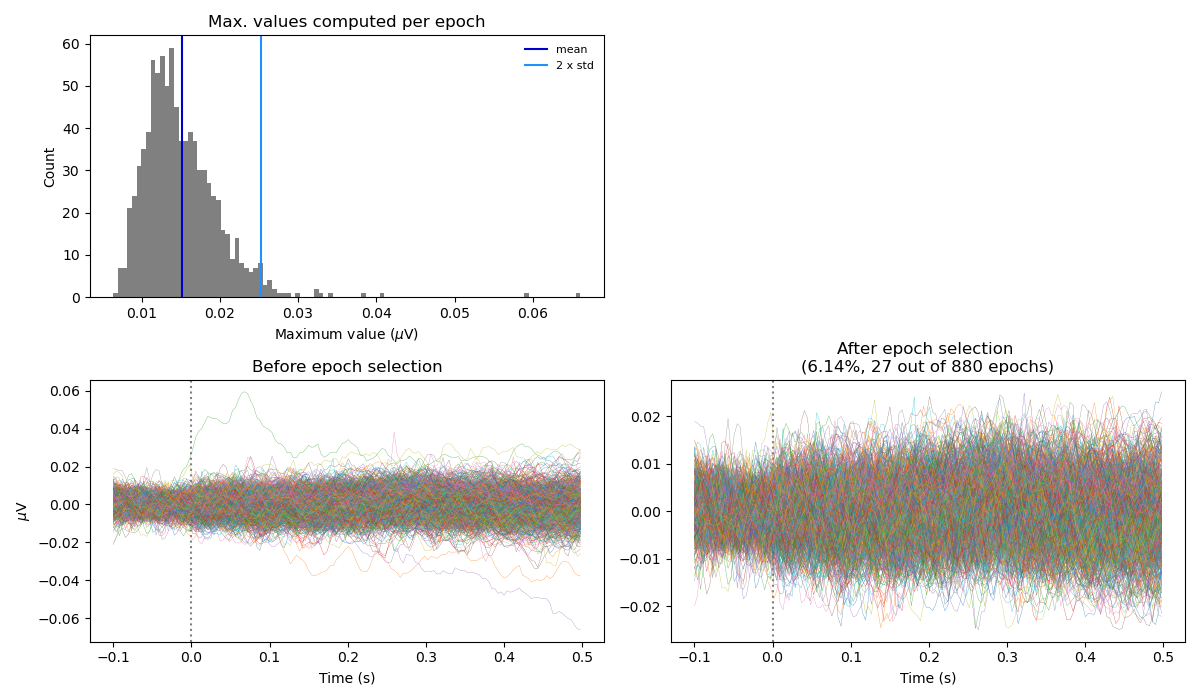 Max. values computed per epoch
60
50
40
30
20
10
0
Count
mean
2 x std
0.01 0.02 0.03 0.04 0.05 0.06
Maximum value (μV)
Before epoch selection
0.06
0.04
0.02
0.00
−0.02
−0.04
−0.06
μV
−0.1 0.0 0.1 0.2 0.3 0.4 0.5
Time (s)
After epoch selection
(6.14%, 27 out of 880 epochs)
0.02
0.01
0.00
−0.01
−0.02
−0.1 0.0 0.1 0.2 0.3 0.4 0.5
Time (s)